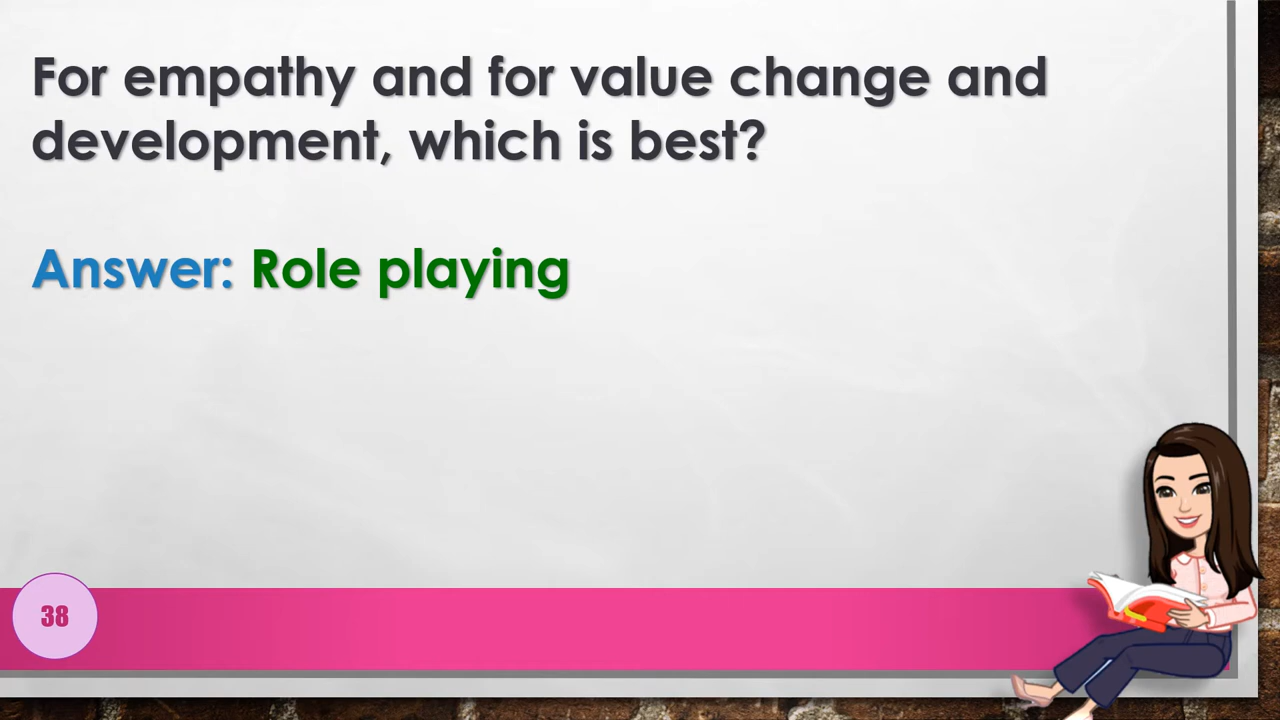 For empathy and for value change and
development, which is best?
Answer: Role playing
38